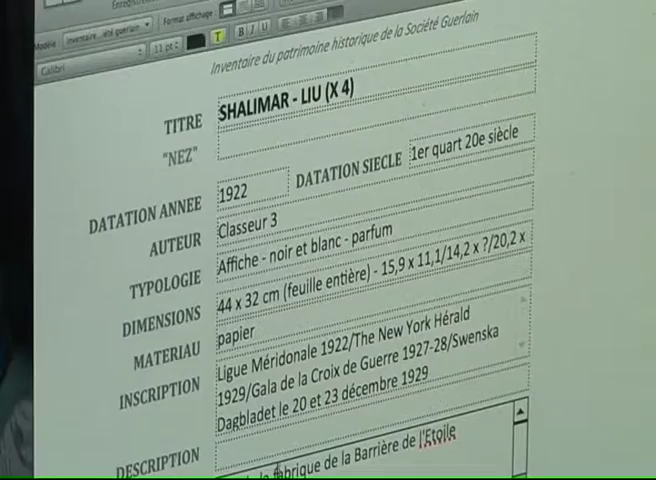 Format affichage
Modèle inventaire...été guerlain
Calibri 11 pt B I U
Inventaire du patrimoine historique de la Société Guerlain
TITRE SHALIMAR - LIU (X 4)
"NEZ"
DATATION ANNEE 1922 DATATION SIECLE 1er quart 20e siècle
AUTEUR Classeur 3
TYPOLOGIE Affiche - noir et blanc - parfum
DIMENSIONS 44 x 32 cm (feuille entière) - 15,9 x 11,1/14,2 x ?/20,2 x
MATERIAU papier
INSCRIPTION Ligue Méridonale 1922/The New York Hérald
1929/Gala de la Croix de Guerre 1927-28/Swenska
Dagbladet le 20 et 23 décembre 1929
DESCRIPTION
fabrique de la Barrière de l'Etoile